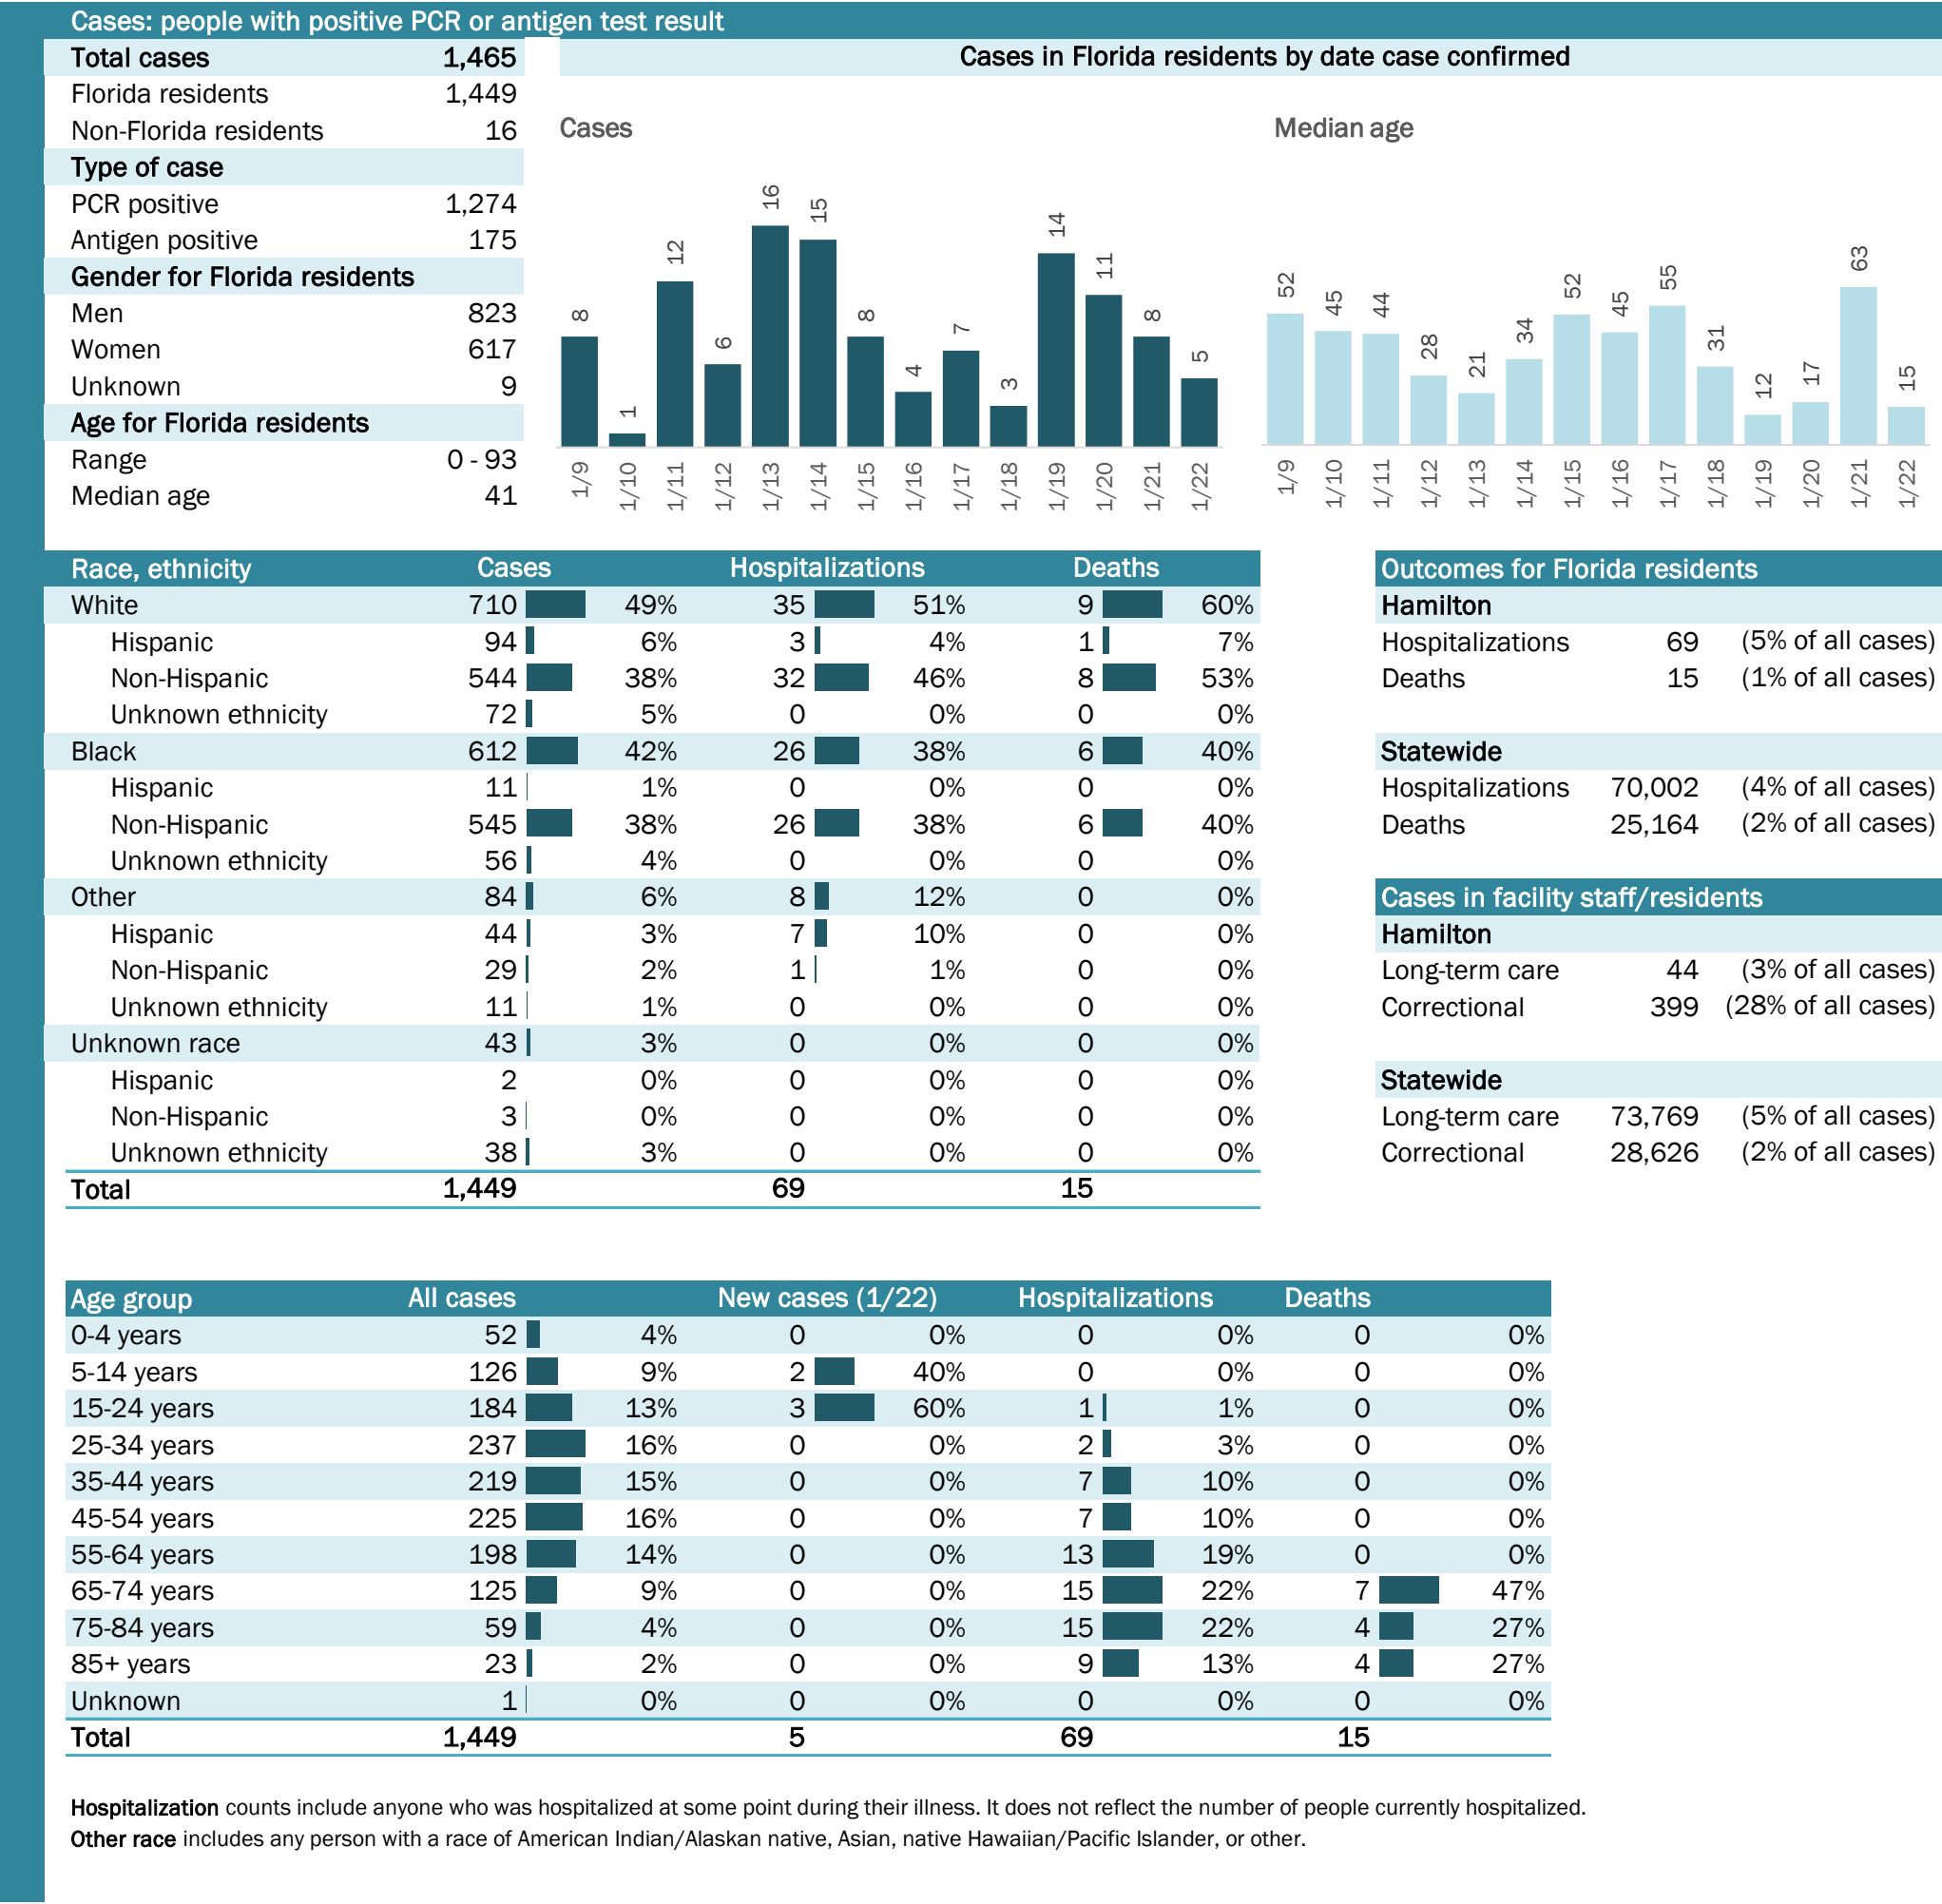 Cases: people with positive PCR or antigen test result
Total cases 1,465
Florida residents 1,449
Non-Florida residents 16
Type of case
PCR positive 1,274
Antigen positive 175
Gender for Florida residents
Men 823
Women 617
Unknown 9
Age for Florida residents
Range 0 - 93
Median age 41
Cases in Florida residents by date case confirmed
Cases
8 1 12 6 16 15 8 4 7 3 14 11 8 5
1/9 1/10 1/11 1/12 1/13 1/14 1/15 1/16 1/17 1/18 1/19 1/20 1/21 1/22
Median age
52 45 44 28 21 34 52 45 55 31 12 17 63 15
1/9 1/10 1/11 1/12 1/13 1/14 1/15 1/16 1/17 1/18 1/19 1/20 1/21 1/22
Race, ethnicity Cases Hospitalizations Deaths
White 710 49% 35 51% 9 60%
Hispanic 94 6% 3 4% 1 7%
Non-Hispanic 544 38% 32 46% 8 53%
Unknown ethnicity 72 5% 0 0% 0 0%
Black 612 42% 26 38% 6 40%
Hispanic 11 1% 0 0% 0 0%
Non-Hispanic 545 38% 26 38% 6 40%
Unknown ethnicity 56 4% 0 0% 0 0%
Other 84 6% 8 12% 0 0%
Hispanic 44 3% 7 10% 0 0%
Non-Hispanic 29 2% 1 1% 0 0%
Unknown ethnicity 11 1% 0 0% 0 0%
Unknown race 43 3% 0 0% 0 0%
Hispanic 2 0% 0 0% 0 0%
Non-Hispanic 3 0% 0 0% 0 0%
Unknown ethnicity 38 3% 0 0% 0 0%
Total 1,449 69 15
Outcomes for Florida residents
Hamilton
Hospitalizations 69 (5% of all cases)
Deaths 15 (1% of all cases)
Statewide
Hospitalizations 70,002 (4% of all cases)
Deaths 25,164 (2% of all cases)
Cases in facility staff/residents
Hamilton
Long-term care 44 (3% of all cases)
Correctional 399 (28% of all cases)
Statewide
Long-term care 73,769 (5% of all cases)
Correctional 28,626 (2% of all cases)
Age group All cases New cases (1/22) Hospitalizations Deaths
0-4 years 52 4% 0 0% 0 0% 0 0%
5-14 years 126 9% 2 40% 0 0% 0 0%
15-24 years 184 13% 3 60% 1 1% 0 0%
25-34 years 237 16% 0 0% 2 3% 0 0%
35-44 years 219 15% 0 0% 7 10% 0 0%
45-54 years 225 16% 0 0% 7 10% 0 0%
55-64 years 198 14% 0 0% 13 19% 0 0%
65-74 years 125 9% 0 0% 15 22% 7 47%
75-84 years 59 4% 0 0% 15 22% 4 27%
85+ years 23 2% 0 0% 9 13% 4 27%
Unknown 1 0% 0 0% 0 0% 0 0%
Total 1,449 5 69 15
Hospitalization counts include anyone who was hospitalized at some point during their illness. It does not reflect the number of people currently hospitalized.
Other race includes any person with a race of American Indian/Alaskan native, Asian, native Hawaiian/Pacific Islander, or other.